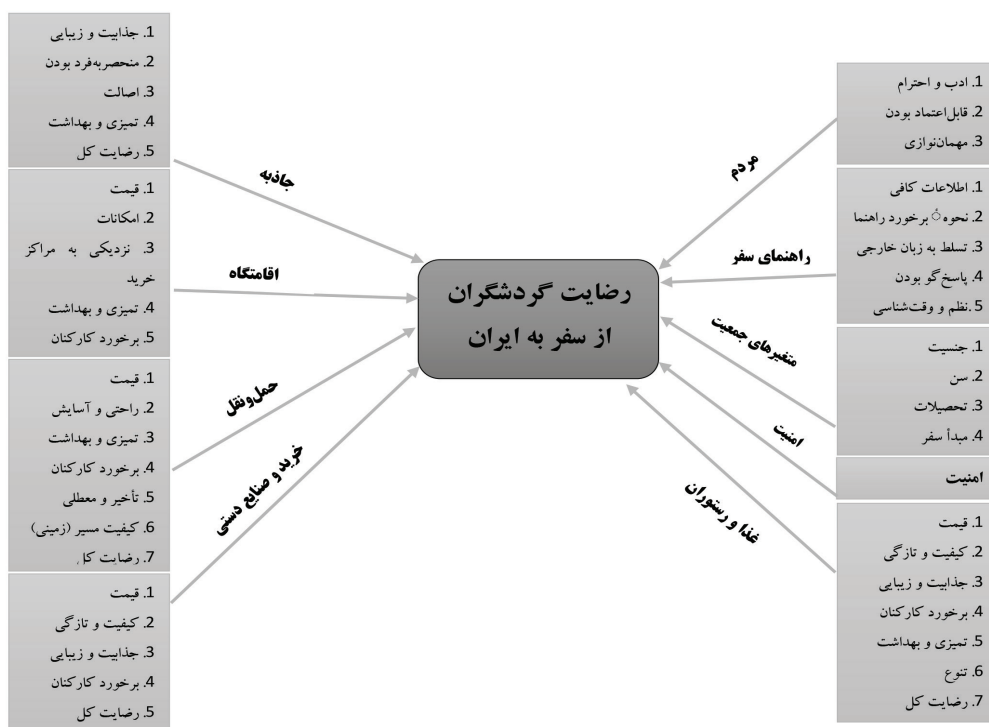 1. ادب و احترام
2. قابل‌اعتماد بودن
3. مهمان‌نوازی
مردم
1. اطلاعات کافی
2. نحوهٔ برخورد راهنما
3. تسلط به زبان خارجی
4. پاسخ‌گو بودن
5. نظم و وقت‌شناسی
راهنمای سفر
1. جنسیت
2. سن
3. تحصیلات
4. مبدأ سفر
متغیرهای جمعیت
امنیت
امنیت
1. قیمت
2. کیفیت و تازگی
3. جذابیت و زیبایی
4. برخورد کارکنان
5. تمیزی و بهداشت
6. تنوع
7. رضایت کل
غذا و رستوران
رضایت گردشگران
از سفر به ایران
1. جذابیت و زیبایی
2. منحصربه‌فرد بودن
3. اصالت
4. تمیزی و بهداشت
5. رضایت کل
جاذبه
1. قیمت
2. امکانات
3. نزدیکی به مراکز
خرید
4. تمیزی و بهداشت
5. برخورد کارکنان
اقامتگاه
1. قیمت
2. راحتی و آسایش
3. تمیزی و بهداشت
4. برخورد کارکنان
5. تأخیر و معطلی
6. کیفیت مسیر (زمینی)
7. رضایت کل
حمل‌ونقل
1. قیمت
2. کیفیت و تازگی
3. جذابیت و زیبایی
4. برخورد کارکنان
5. رضایت کل
خرید و صنایع دستی